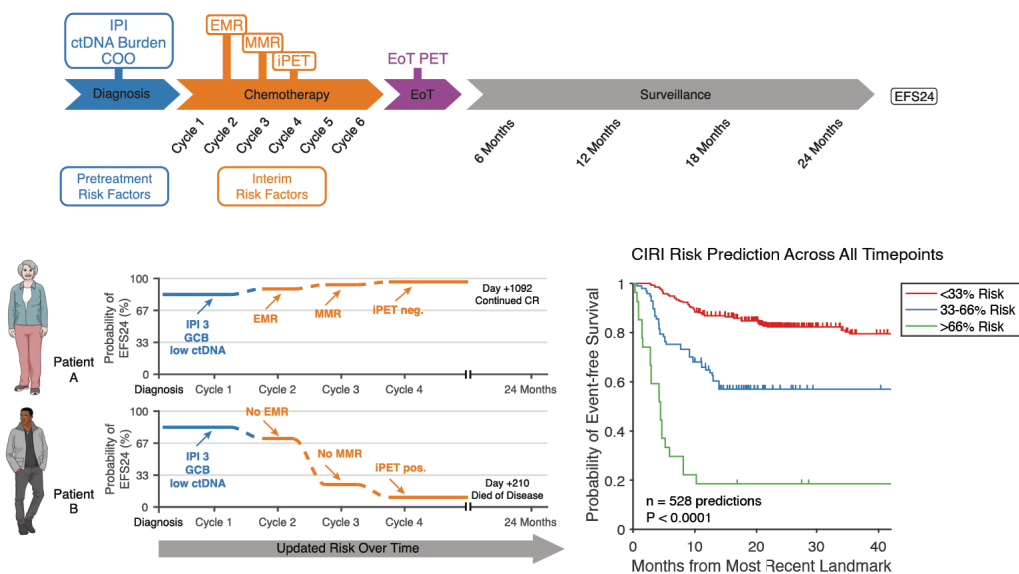 IPI
ctDNA Burden
COO
EMR
MMR
iPET
EoT PET
Diagnosis
Chemotherapy
EoT
Surveillance
EFS24
Cycle 1
Cycle 2
Cycle 3
Cycle 4
Cycle 5
Cycle 6
6 Months
12 Months
18 Months
24 Months
Pretreatment
Risk Factors
Interim
Risk Factors
Patient
A
Probability of
EFS24 (%)
100
67
33
0
IPI 3
GCB
low ctDNA
EMR
MMR
iPET neg.
Day +1092
Continued CR
Diagnosis
Cycle 1
Cycle 2
Cycle 3
Cycle 4
24 Months
Patient
B
Probability of
EFS24 (%)
100
67
33
0
IPI 3
GCB
low ctDNA
No EMR
No MMR
iPET pos.
Day +210
Died of Disease
Diagnosis
Cycle 1
Cycle 2
Cycle 3
Cycle 4
24 Months
Updated Risk Over Time
CIRI Risk Prediction Across All Timepoints
<33% Risk
33-66% Risk
>66% Risk
Probability of Event-free Survival
1
0.8
0.6
0.4
0.2
0
n = 528 predictions
P < 0.0001
0
10
20
30
40
Months from Most Recent Landmark